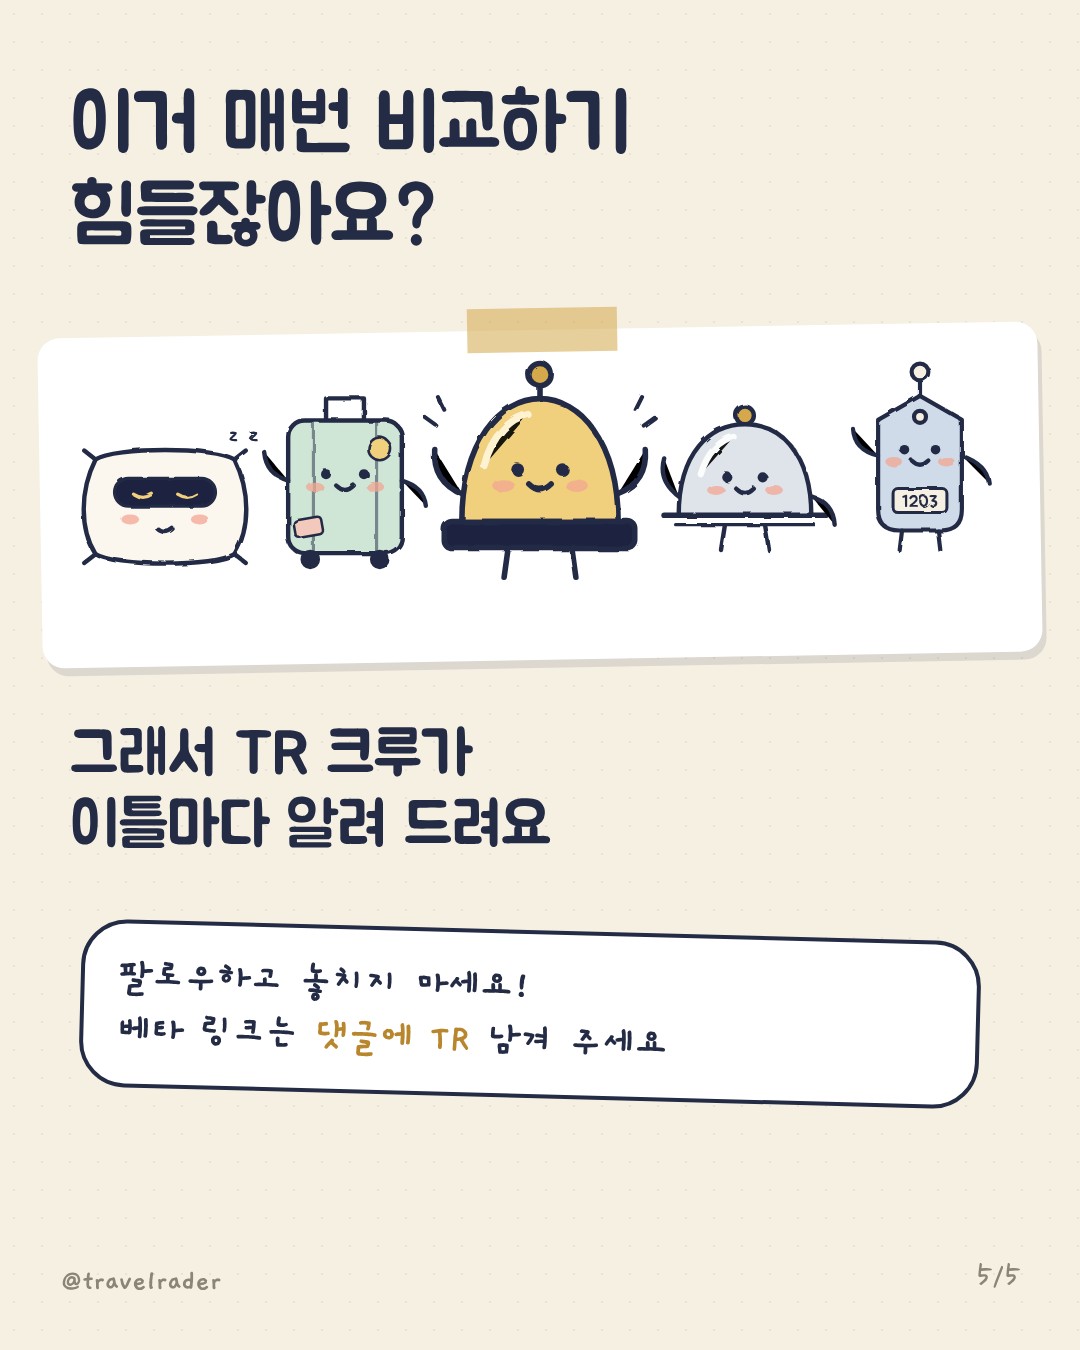 이거 매번 비교하기
힘들잖아요?
z z
1203
그래서 TR 크루가
이틀마다 알려 드려요
팔로우하고 놓치지 마세요!
베타 링크는 댓글에 TR 남겨 주세요
@travelrader
5/5